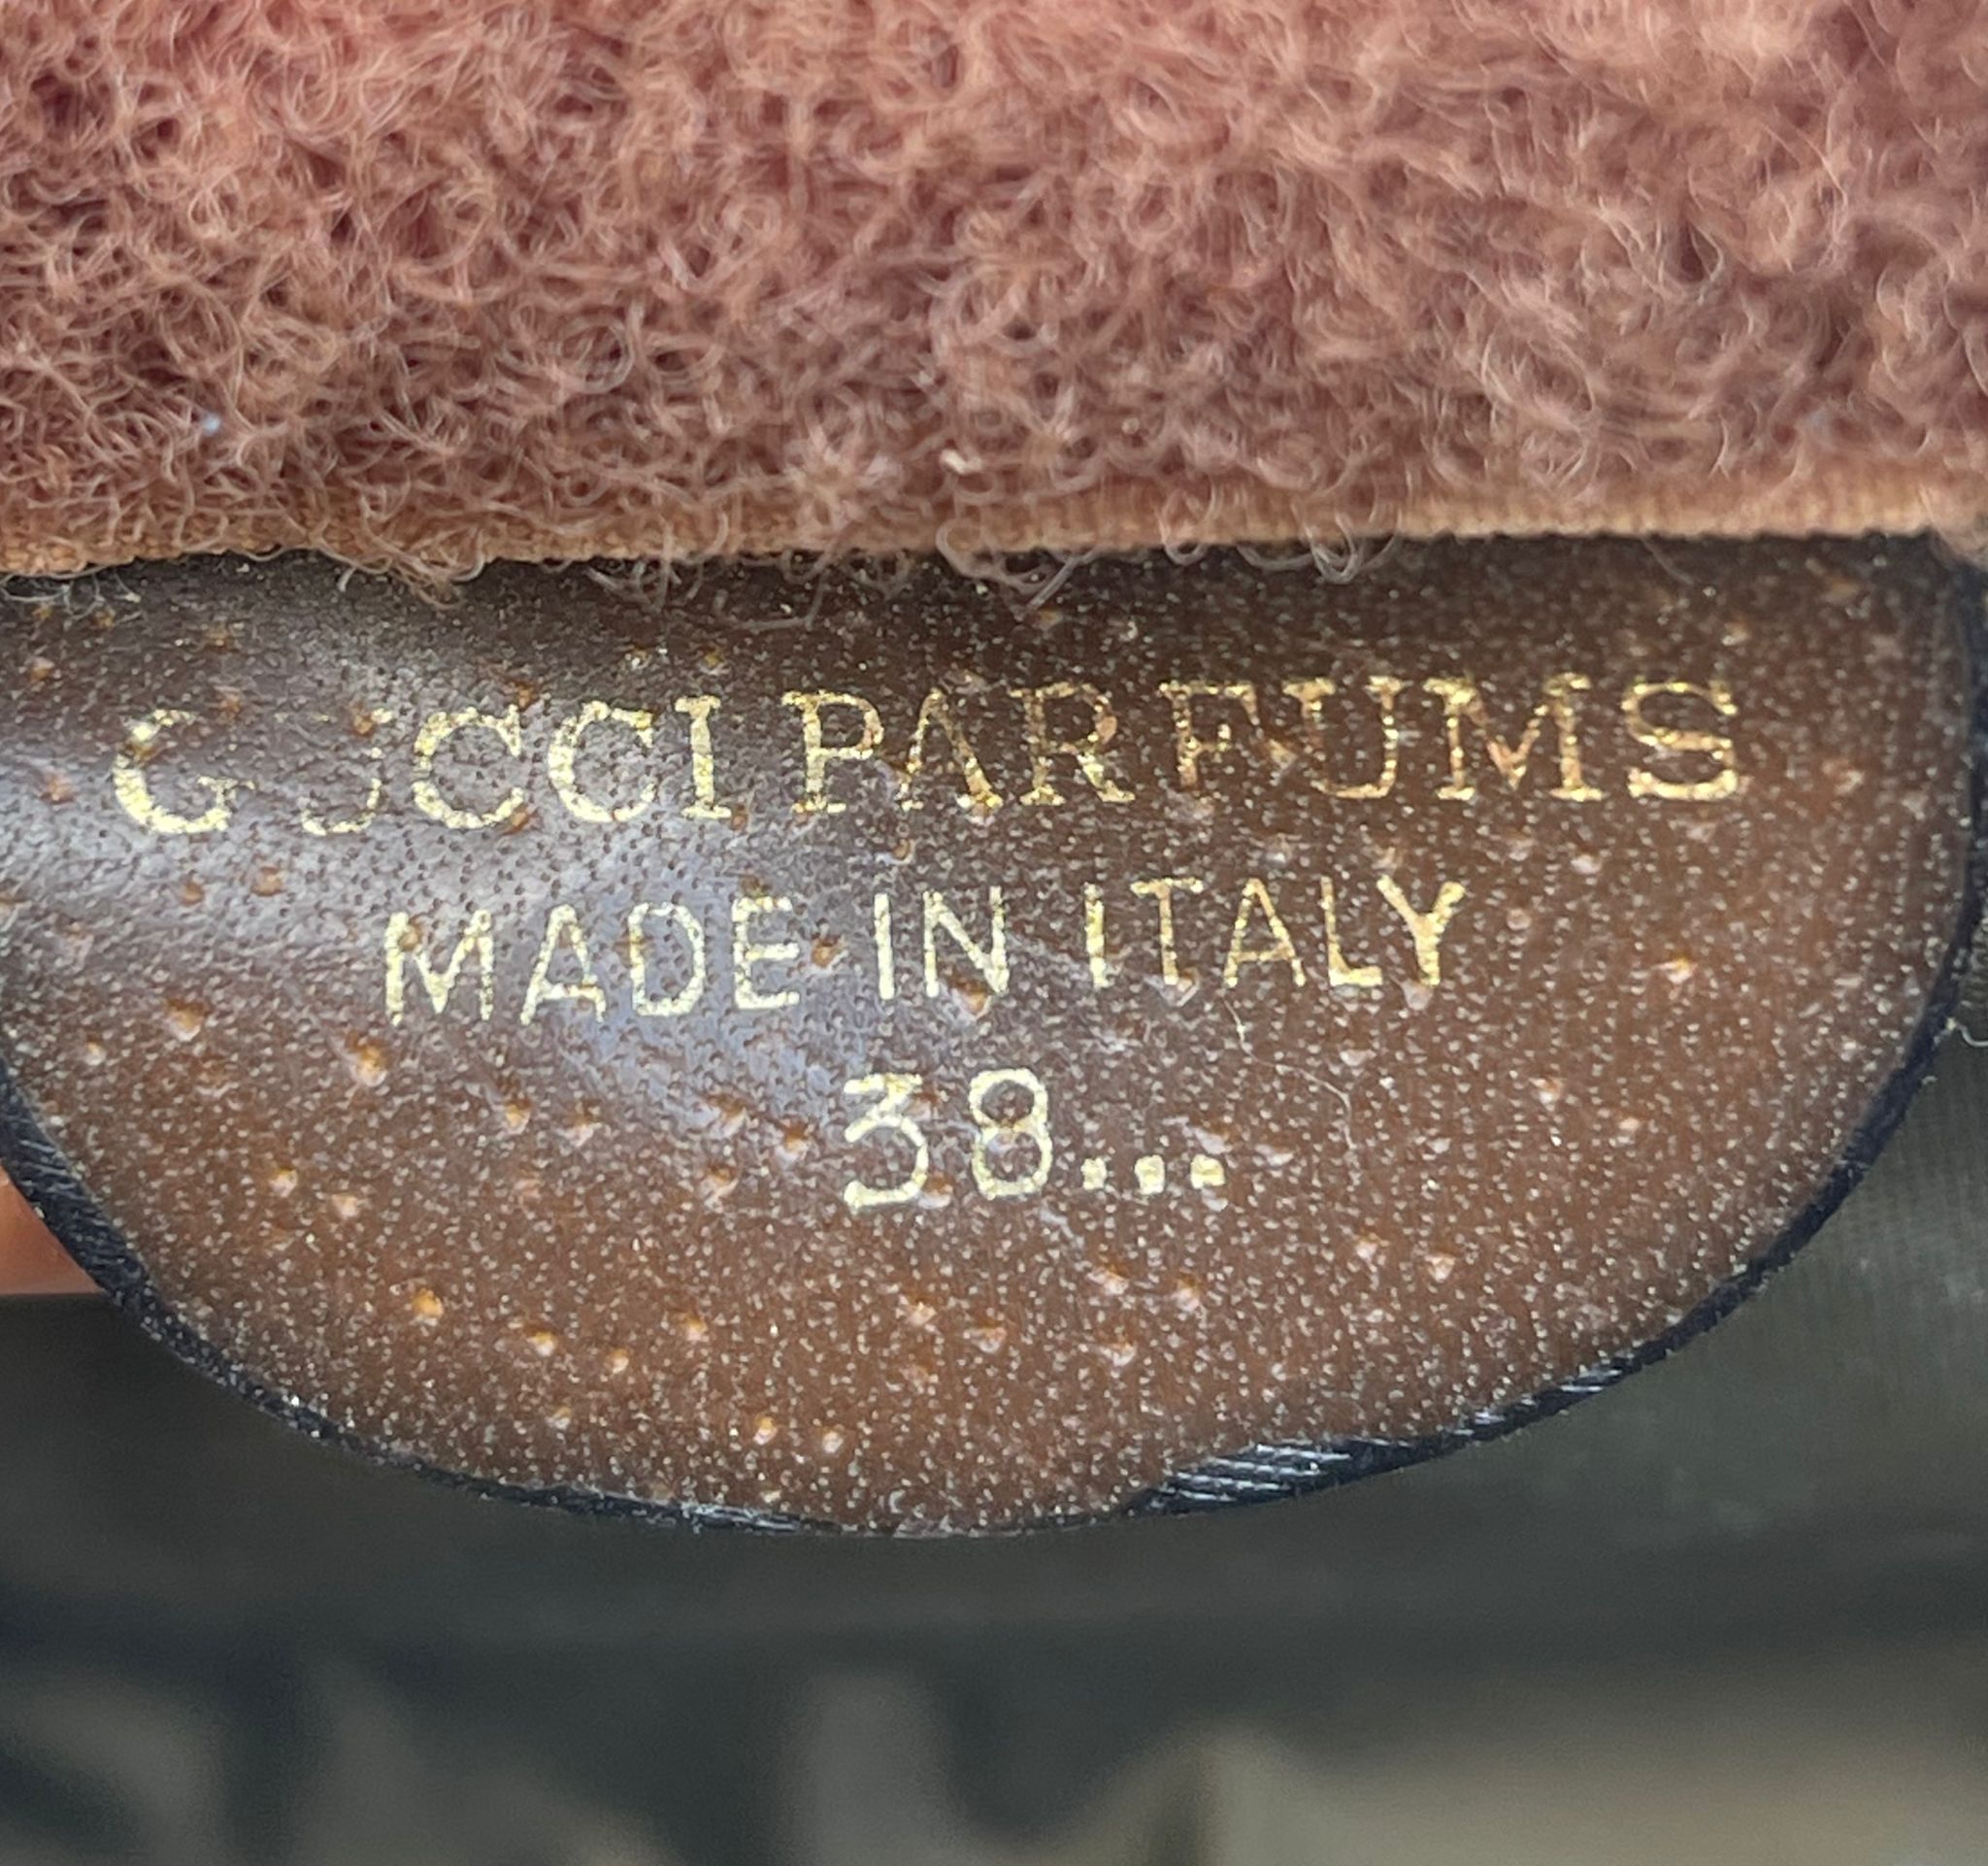 GUCCI PARFUMS
MADE IN ITALY
38...